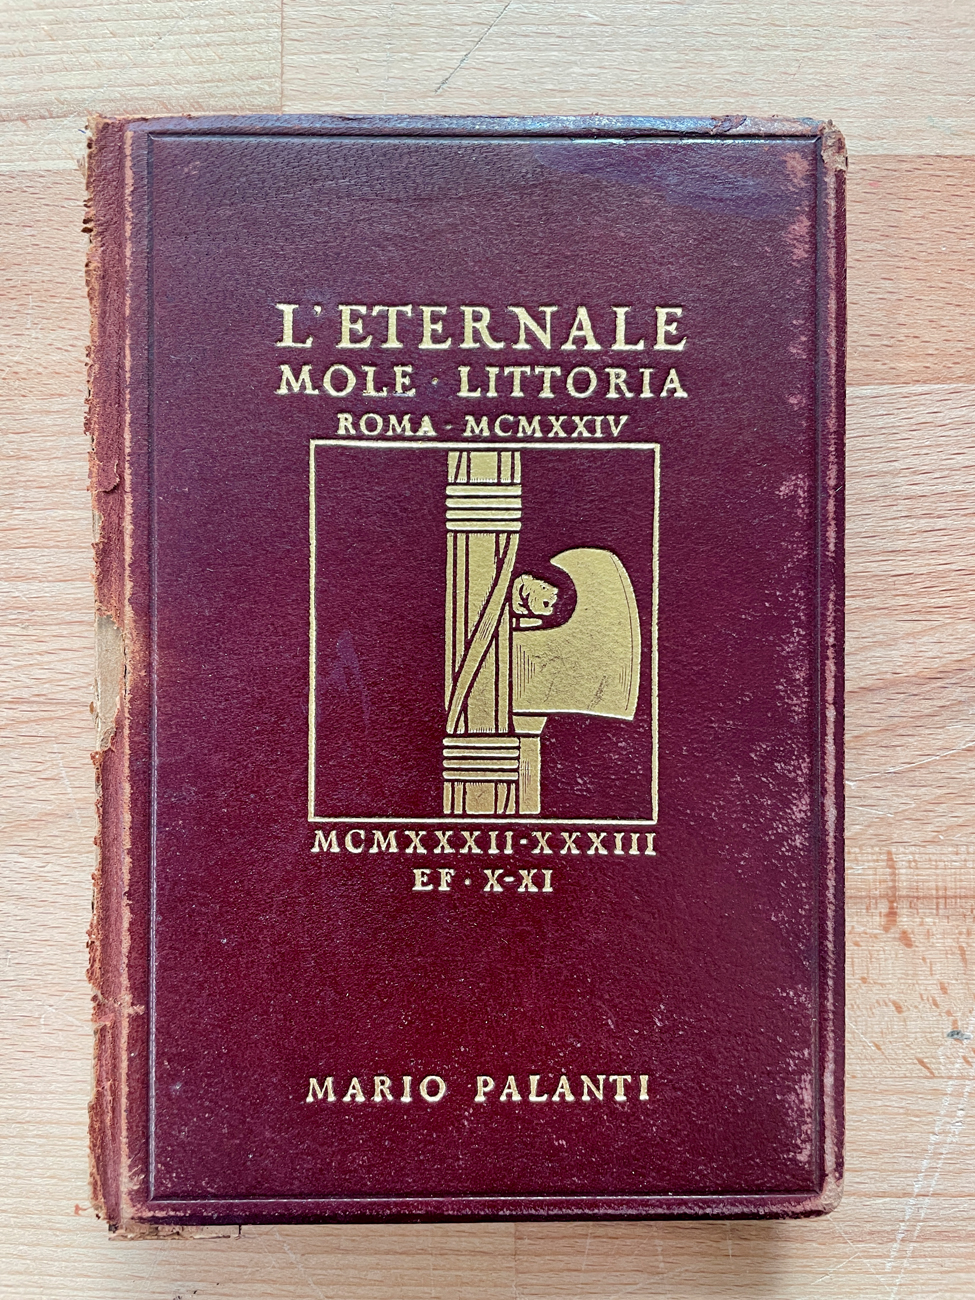 L'ETERNALE
MOLE · LITTORIA
ROMA · MCMXXIV
MCMXXXII-XXXIII
EF · X-XI
MARIO PALANTI